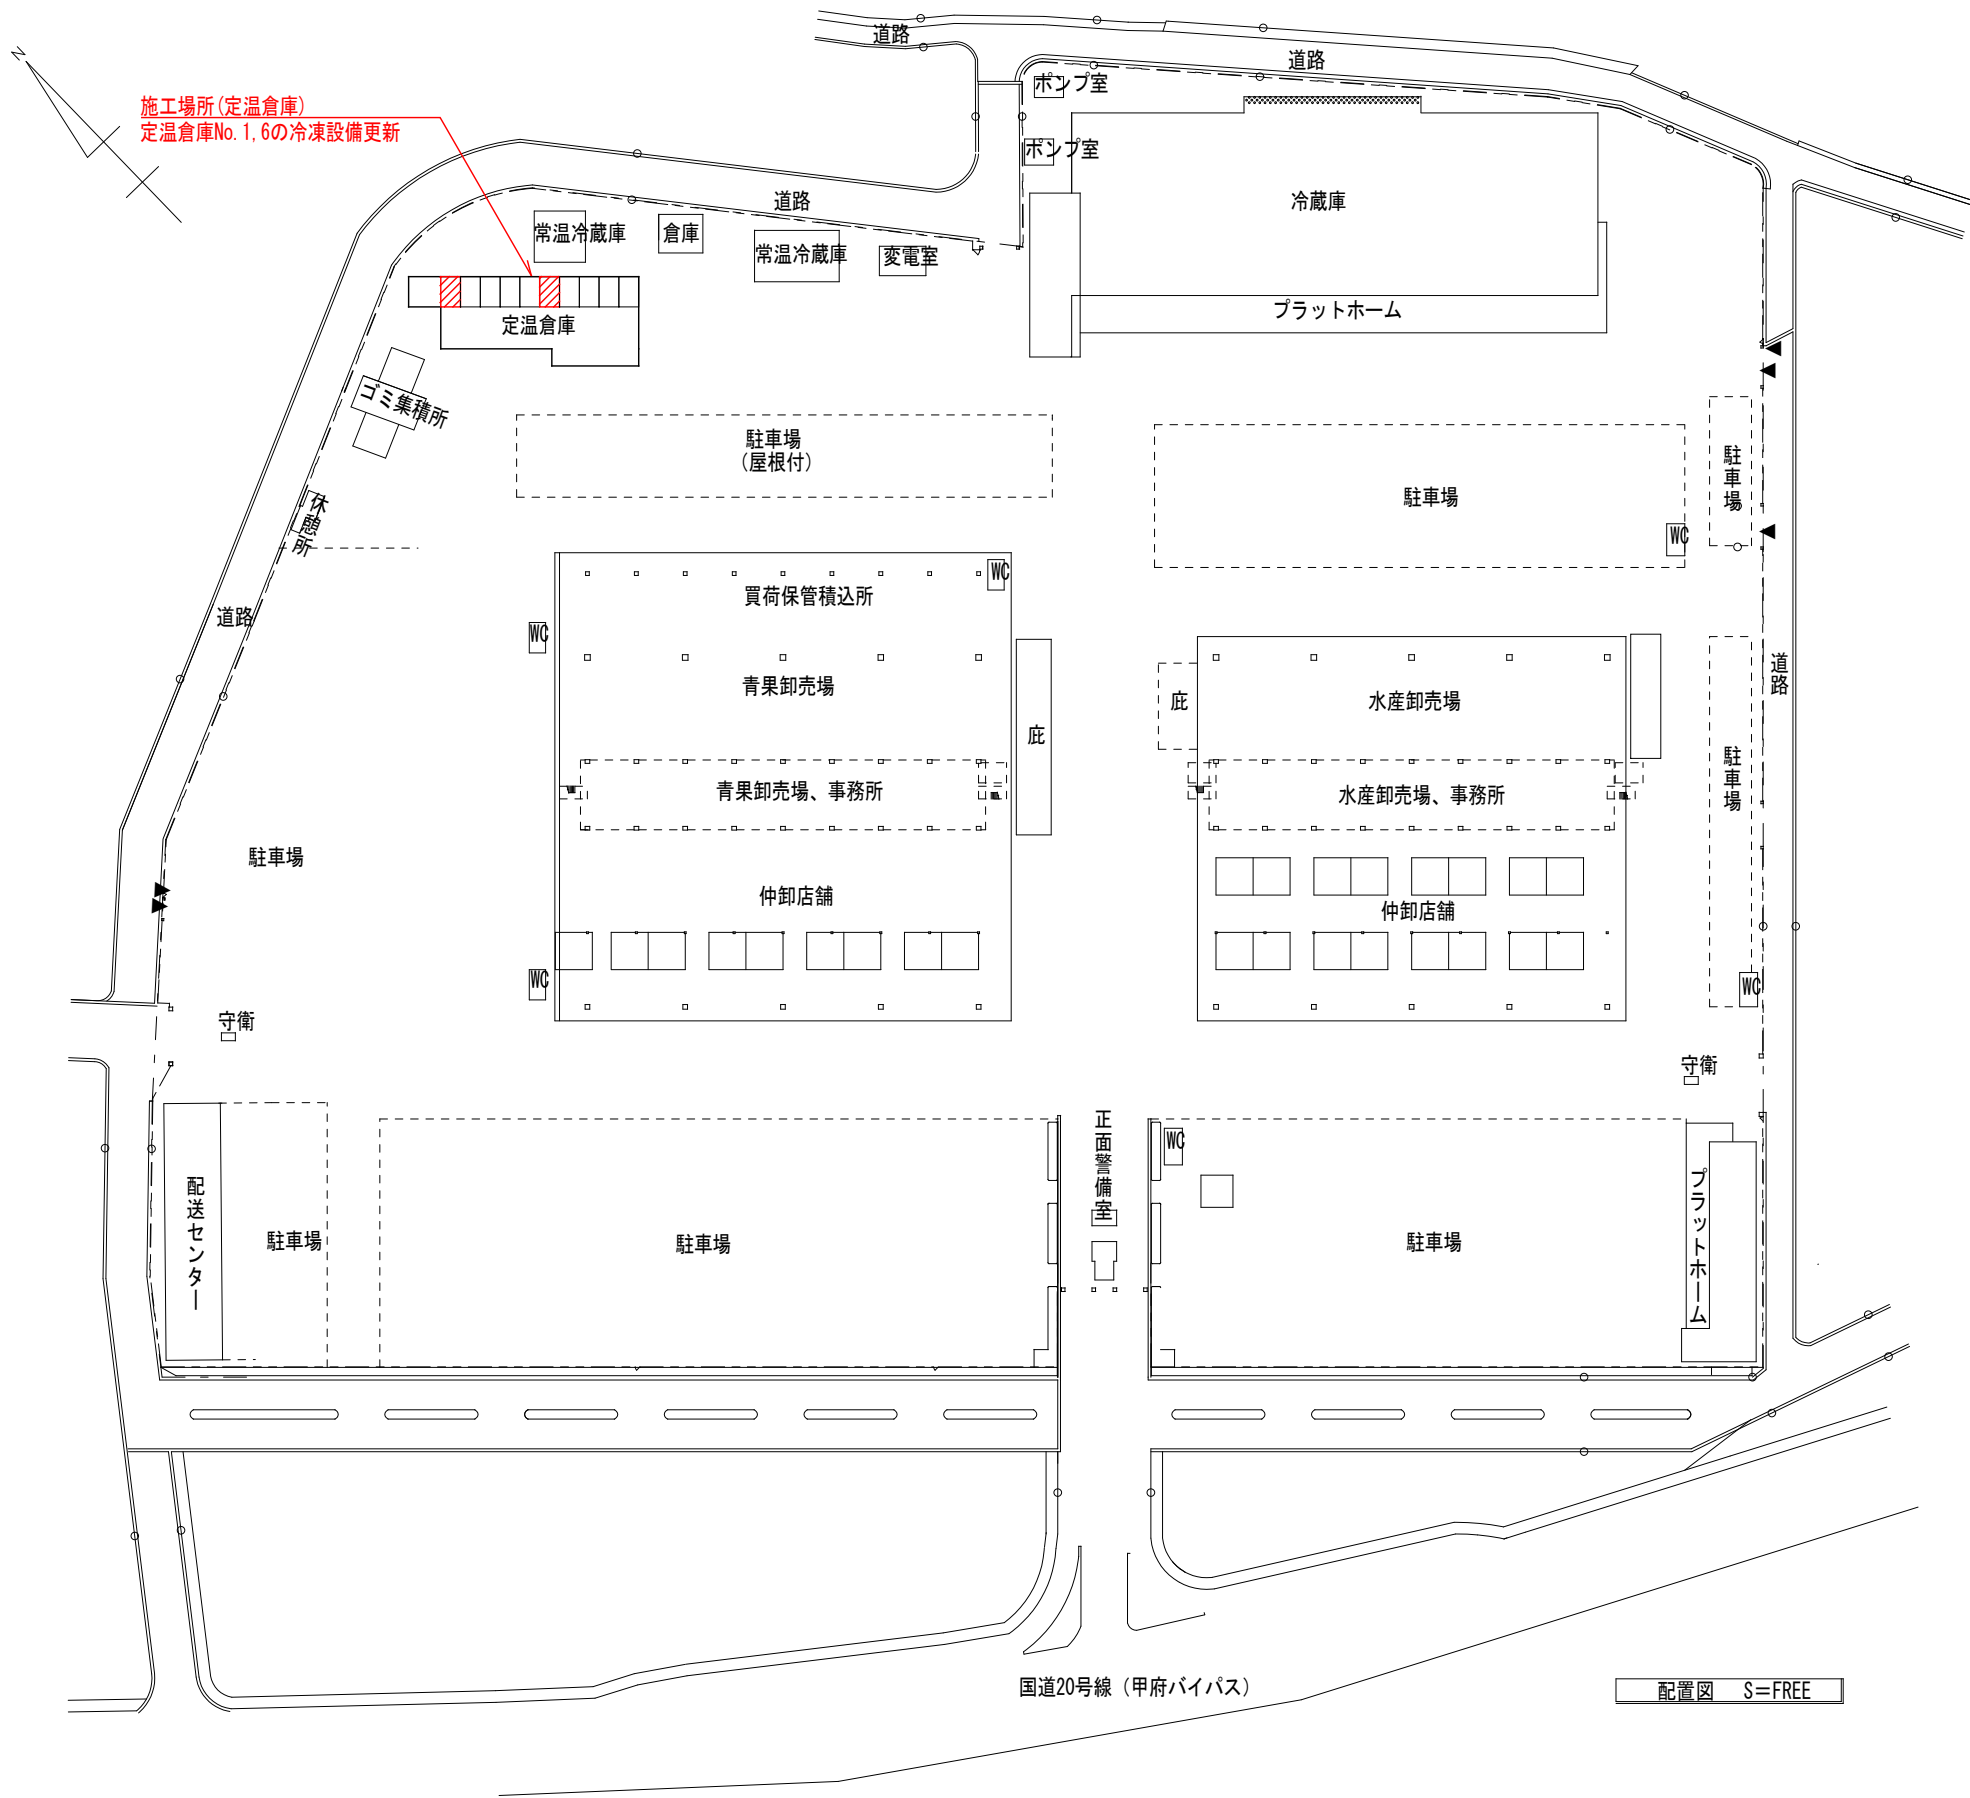 N
道路
道路
ポンプ室
施工場所(定温倉庫)
定温倉庫No.1,6の冷凍設備更新
ポンプ室
道路
冷蔵庫
常温冷蔵庫
倉庫
常温冷蔵庫
変電室
プラットホーム
定温倉庫
ゴミ集積所
駐車場
(屋根付)
駐車場
駐車場
休憩所
WC
WC
買荷保管積込所
道路
WC
青果卸売場
庇
水産卸売場
道路
庇
駐車場
青果卸売場、事務所
水産卸売場、事務所
駐車場
仲卸店舗
仲卸店舗
WC
WC
守衛
守衛
正面警備室
WC
配送センター
プラットホーム
駐車場
駐車場
駐車場
国道20号線（甲府バイパス）
配置図 S=FREE